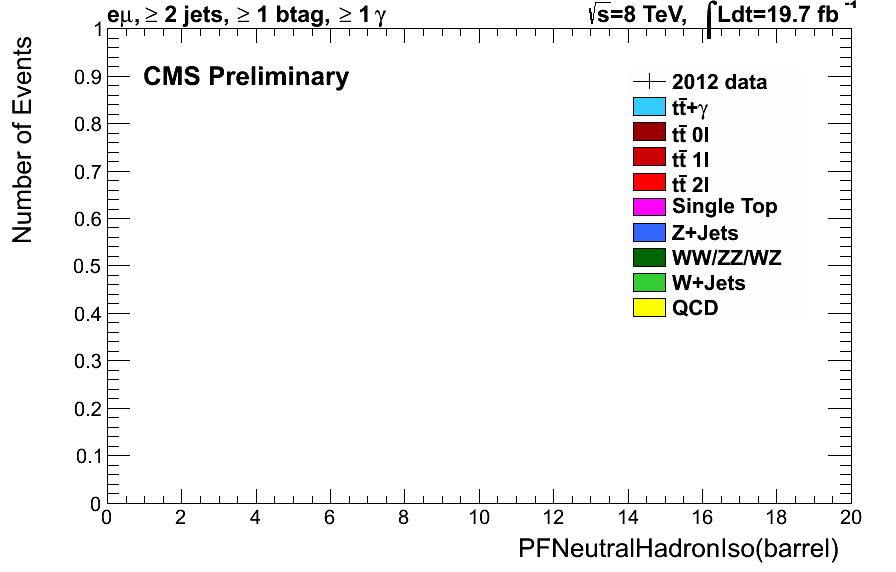 eμ, ≥ 2 jets, ≥ 1 btag, ≥ 1 γ
√s=8 TeV, ∫Ldt=19.7 fb⁻¹
CMS Preliminary
2012 data
tt̄+γ
tt̄ 0l
tt̄ 1l
tt̄ 2l
Single Top
Z+Jets
WW/ZZ/WZ
W+Jets
QCD
Number of Events
1
0.9
0.8
0.7
0.6
0.5
0.4
0.3
0.2
0.1
0
0 2 4 6 8 10 12 14 16 18 20
PFNeutralHadronIso(barrel)